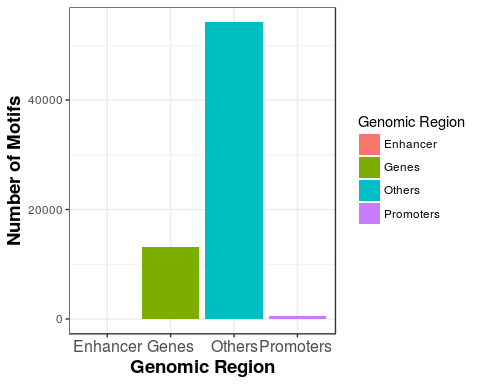 Number of Motifs
40000
20000
0
Enhancer Genes Others Promoters
Genomic Region
Genomic Region
Enhancer
Genes
Others
Promoters